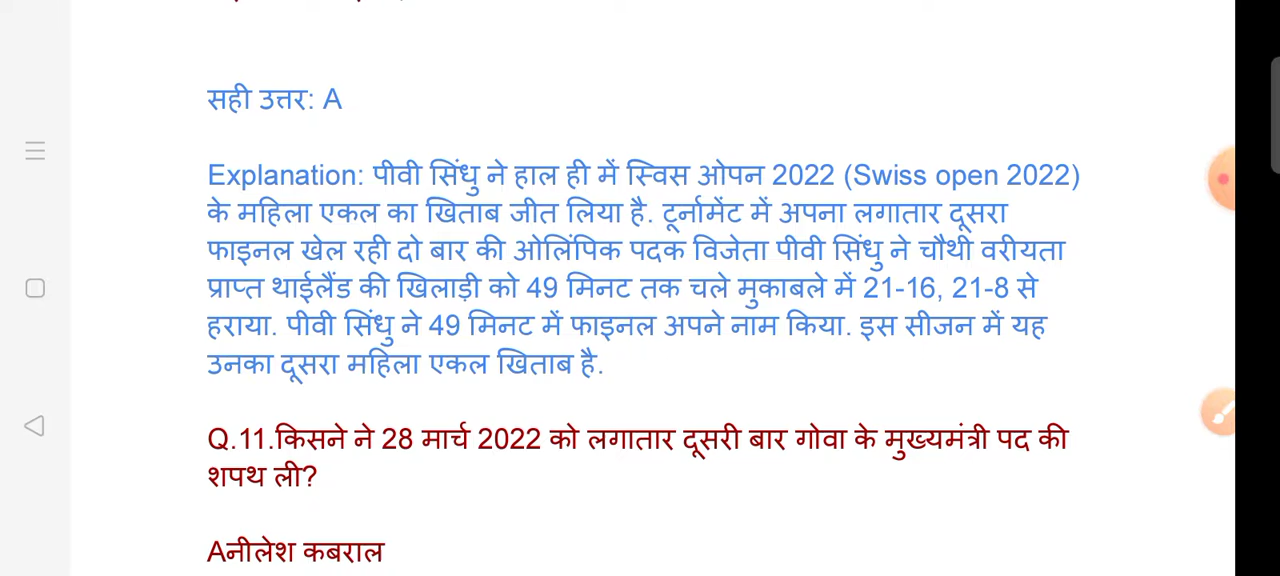 सही उत्तर: A
Explanation: पीवी सिंधु ने हाल ही में स्विस ओपन 2022 (Swiss open 2022)
के महिला एकल का खिताब जीत लिया है. टूर्नामेंट में अपना लगातार दूसरा
फाइनल खेल रही दो बार की ओलिंपिक पदक विजेता पीवी सिंधु ने चौथी वरीयता
प्राप्त थाईलैंड की खिलाड़ी को 49 मिनट तक चले मुकाबले में 21-16, 21-8 से
हराया. पीवी सिंधु ने 49 मिनट में फाइनल अपने नाम किया. इस सीजन में यह
उनका दूसरा महिला एकल खिताब है.
Q.11.किसने ने 28 मार्च 2022 को लगातार दूसरी बार गोवा के मुख्यमंत्री पद की
शपथ ली?
Aनीलेश कबराल